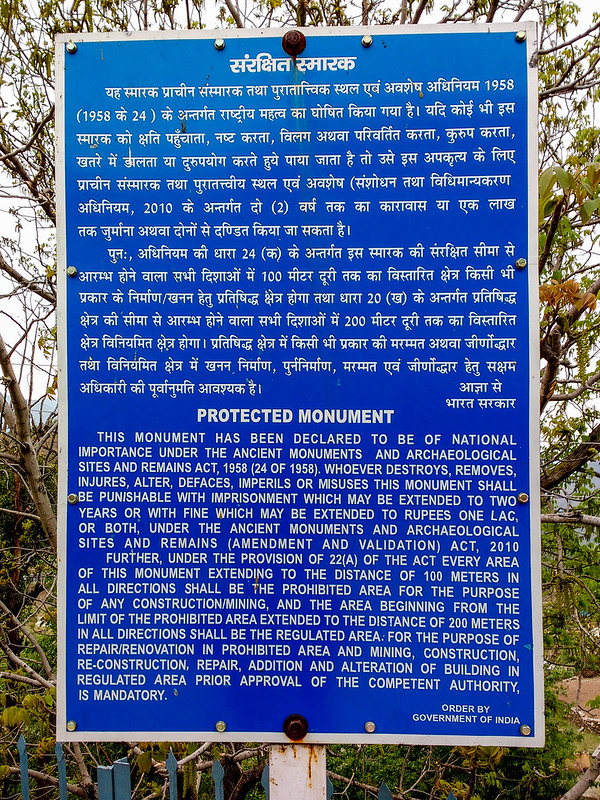 संरक्षित स्मारक
यह स्मारक प्राचीन संस्मारक तथा पुरातात्त्विक स्थल एवं अवशेष अधिनियम 1958
(1958 के 24 ) के अन्तर्गत राष्ट्रीय महत्व का घोषित किया गया है। यदि कोई भी इस
स्मारक को क्षति पहुँचाता, नष्ट करता, विलग अथवा परिवर्तित करता, कुरुप करता,
खतरे में डालता या दुरुपयोग करते हुये पाया जाता है तो उसे इस अपकृत्य के लिए
प्राचीन संस्मारक तथा पुरातत्त्वीय स्थल एवं अवशेष (संशोधन तथा विधिमान्यकरण
अधिनियम, 2010 के अन्तर्गत दो (2) वर्ष तक का कारावास या एक लाख
तक जुर्माना अथवा दोनों से दण्डित किया जा सकता है।
पुनः, अधिनियम की धारा 24 (क) के अन्तर्गत इस स्मारक की संरक्षित सीमा से
आरम्भ होने वाला सभी दिशाओं में 100 मीटर दूरी तक का विस्तारित क्षेत्र किसी भी
प्रकार के निर्माण/खनन हेतु प्रतिषिद्ध क्षेत्र होगा तथा धारा 20 (ख) के अन्तर्गत प्रतिषिद्ध
क्षेत्र की सीमा से आरम्भ होने वाला सभी दिशाओं में 200 मीटर दूरी तक का विस्तारित
क्षेत्र विनियमित क्षेत्र होगा। प्रतिषिद्ध क्षेत्र में किसी भी प्रकार की मरम्मत अथवा जीर्णोद्धार
तथा विनियमित क्षेत्र में खनन निर्माण, पुर्ननिर्माण, मरम्मत एवं जीर्णोद्धार हेतु सक्षम
अधिकारी की पूर्वानुमति आवश्यक है।
आज्ञा से
भारत सरकार
PROTECTED MONUMENT
THIS MONUMENT HAS BEEN DECLARED TO BE OF NATIONAL
IMPORTANCE UNDER THE ANCIENT MONUMENTS AND ARCHAEOLOGICAL
SITES AND REMAINS ACT, 1958 (24 OF 1958). WHOEVER DESTROYS, REMOVES,
INJURES, ALTER, DEFACES, IMPERILS OR MISUSES THIS MONUMENT SHALL
BE PUNISHABLE WITH IMPRISONMENT WHICH MAY BE EXTENDED TO TWO
YEARS OR WITH FINE WHICH MAY BE EXTENDED TO RUPEES ONE LAC,
OR BOTH, UNDER THE ANCIENT MONUMENTS AND ARCHAEOLOGICAL
SITES AND REMAINS (AMENDMENT AND VALIDATION) ACT, 2010
FURTHER, UNDER THE PROVISION OF 22(A) OF THE ACT EVERY AREA
OF THIS MONUMENT EXTENDING TO THE DISTANCE OF 100 METERS IN
ALL DIRECTIONS SHALL BE THE PROHIBITED AREA FOR THE PURPOSE
OF ANY CONSTRUCTION/MINING, AND THE AREA BEGINNING FROM THE
LIMIT OF THE PROHIBITED AREA EXTENDED TO THE DISTANCE OF 200 METERS
IN ALL DIRECTIONS SHALL BE THE REGULATED AREA. FOR THE PURPOSE OF
REPAIR/RENOVATION IN PROHIBITED AREA AND MINING, CONSTRUCTION,
RE-CONSTRUCTION, REPAIR, ADDITION AND ALTERATION OF BUILDING IN
REGULATED AREA PRIOR APPROVAL OF THE COMPETENT AUTHORITY,
IS MANDATORY.
ORDER BY
GOVERNMENT OF INDIA